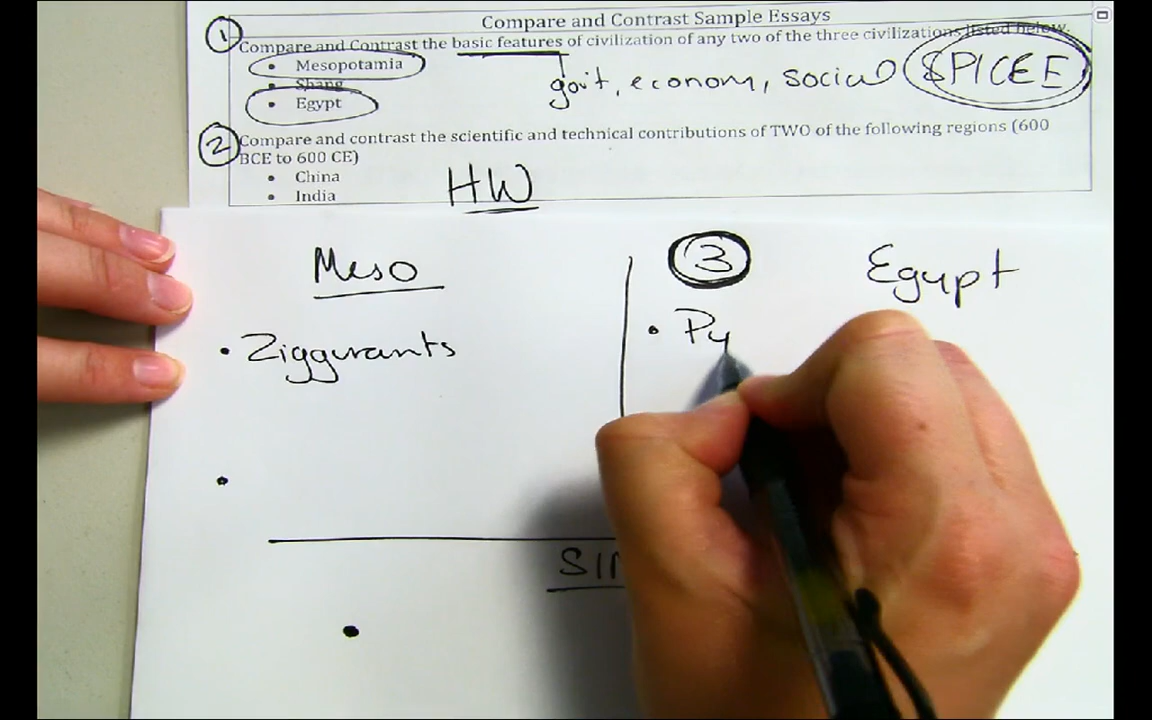 Compare and Contrast Sample Essays
1 Compare and Contrast the basic features of civilization of any two of the three civilizations listed below.
• Mesopotamia
• Shang
• Egypt
gov't, economy, social SPICEE
2 Compare and contrast the scientific and technical contributions of TWO of the following regions (600
BCE to 600 CE)
• China
• India
HW
Meso 3 Egypt
• Ziggurants • Py
•
SI
•